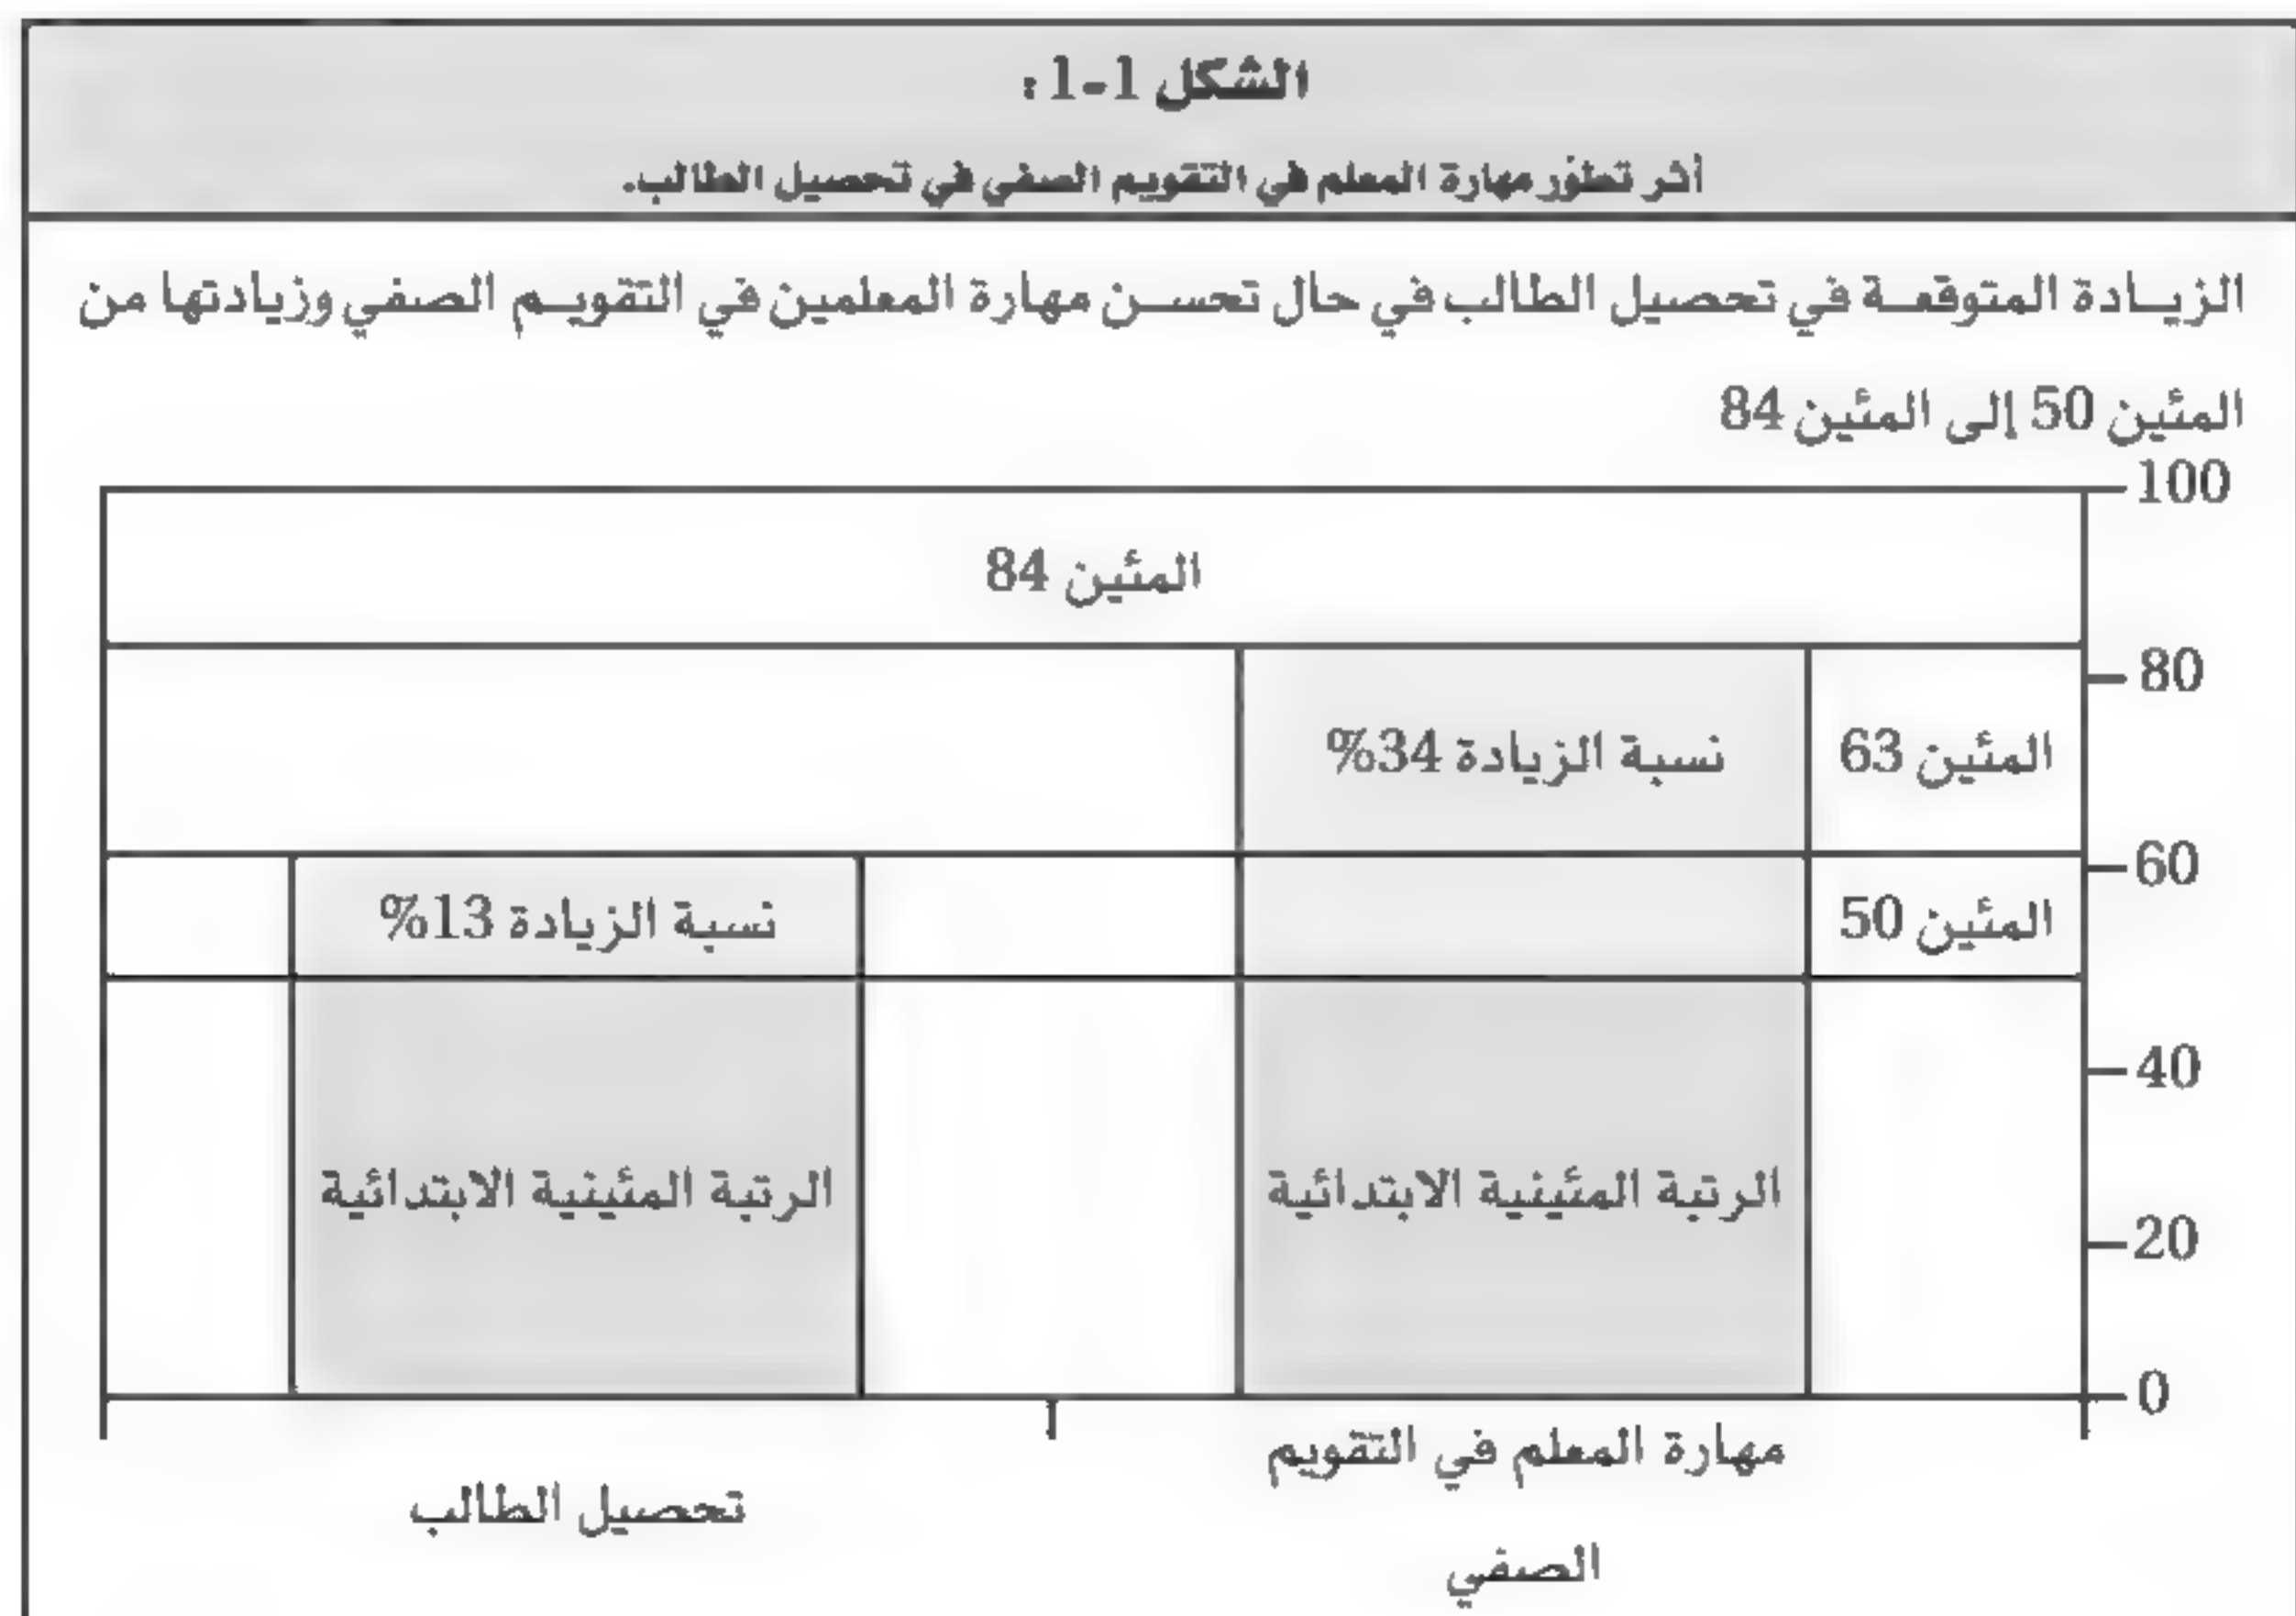 الشكل 1-1:
أثر تطوّر مهارة المعلم في التقويم الصفي في تحصيل الطالب.
الزيادة المتوقعة في تحصيل الطالب في حال تحسن مهارة المعلمين في التقويم الصفي وزيادتها من
المئين 50 إلى المئين 84
100
المئين 84
80
المئين 63
نسبة الزيادة 34%
60
المئين 50
نسبة الزيادة 13%
40
الرتبة المئينية الابتدائية
الرتبة المئينية الابتدائية
20
0
مهارة المعلم في التقويم
الصفي
تحصيل الطالب